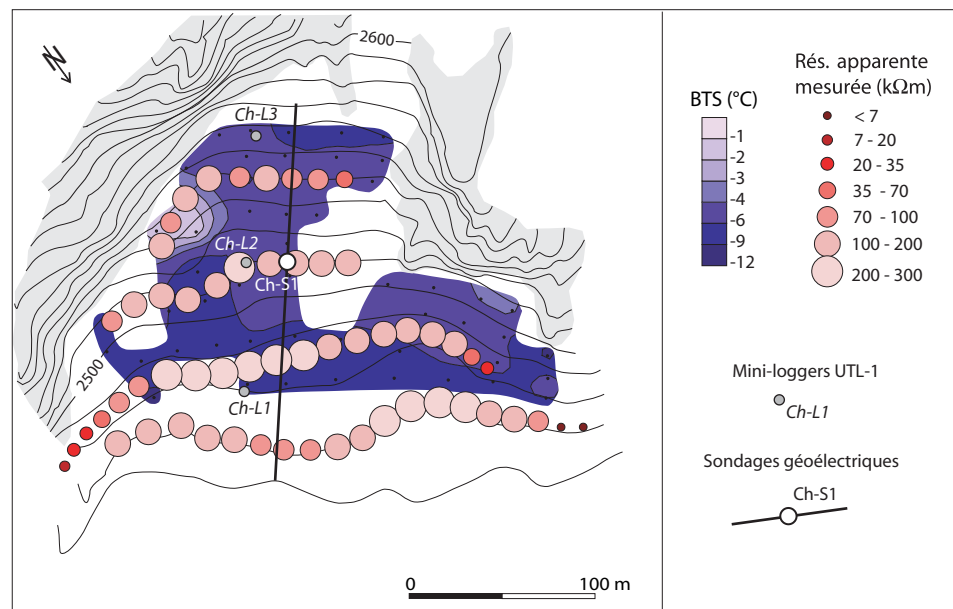 N
2600
2500
Ch-L3
Ch-L2
Ch-S1
Ch-L1
0
100 m
BTS (°C)
-1
-2
-3
-4
-6
-9
-12
Rés. apparente
mesurée (kΩm)
< 7
7 - 20
20 - 35
35 - 70
70 - 100
100 - 200
200 - 300
Mini-loggers UTL-1
Ch-L1
Sondages géoélectriques
Ch-S1